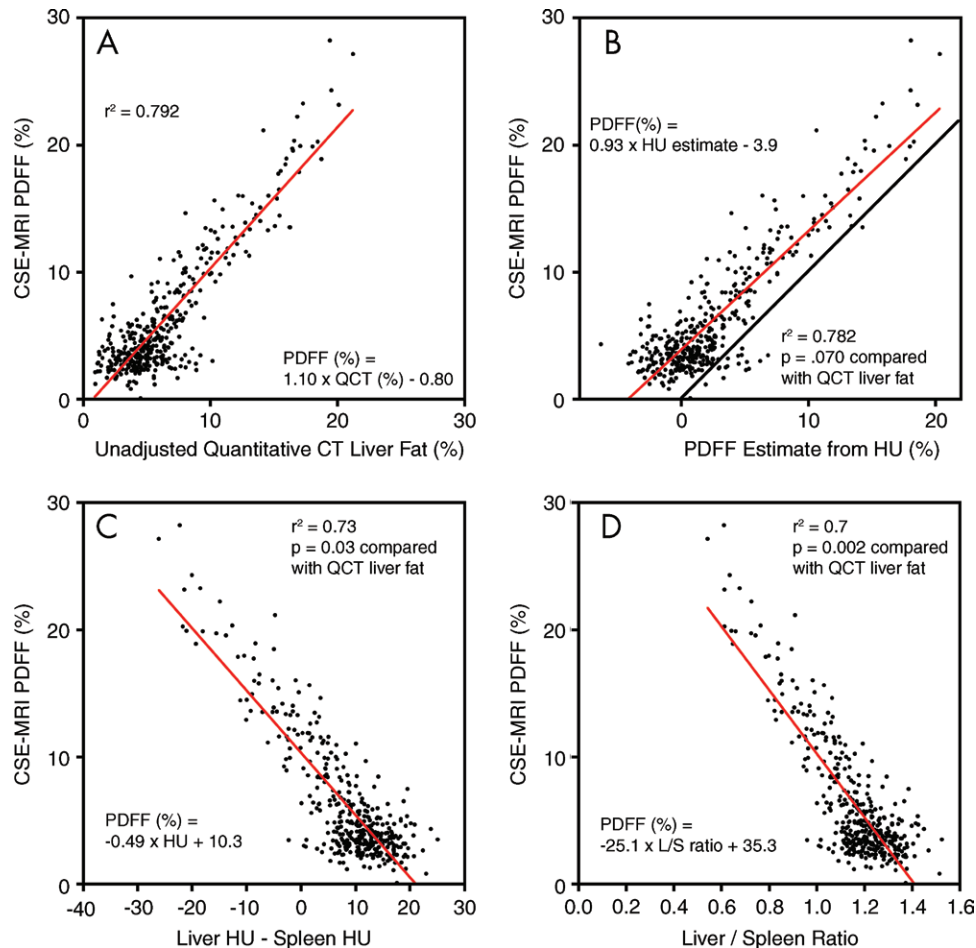 A
r² = 0.792
PDFF (%) =
1.10 x QCT (%) - 0.80
CSE-MRI PDFF (%)
30
20
10
0
0
10
20
30
Unadjusted Quantitative CT Liver Fat (%)
B
PDFF(%) =
0.93 x HU estimate - 3.9
r² = 0.782
p = .070 compared
with QCT liver fat
CSE-MRI PDFF (%)
30
20
10
0
0
10
20
PDFF Estimate from HU (%)
C
r² = 0.73
p = 0.03 compared
with QCT liver fat
PDFF (%) =
-0.49 x HU + 10.3
CSE-MRI PDFF (%)
30
20
10
0
-40
-30
-20
-10
0
10
20
30
Liver HU - Spleen HU
D
r² = 0.7
p = 0.002 compared
with QCT liver fat
PDFF (%) =
-25.1 x L/S ratio + 35.3
CSE-MRI PDFF (%)
30
20
10
0
0.0
0.2
0.4
0.6
0.8
1.0
1.2
1.4
1.6
Liver / Spleen Ratio